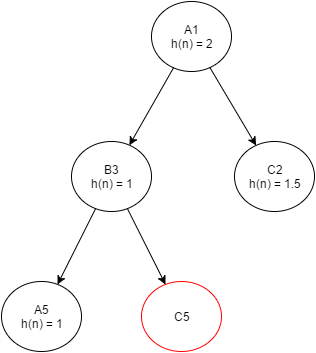 A1
h(n) = 2
B3
h(n) = 1
C2
h(n) = 1.5
A5
h(n) = 1
C5